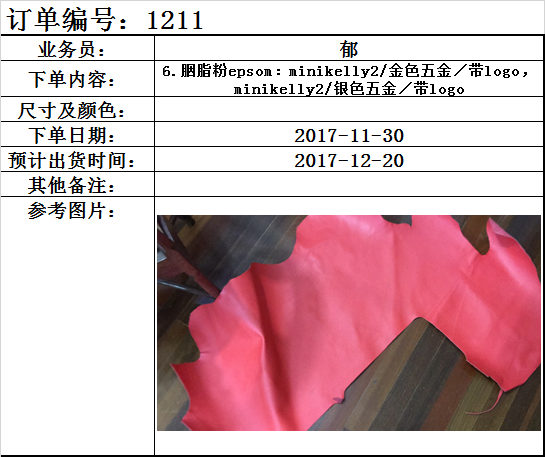 订单编号：1211
业务员： 郁
下单内容： 6.胭脂粉epsom：minikelly2/金色五金／带logo，
minikelly2/银色五金／带logo
尺寸及颜色：
下单日期： 2017-11-30
预计出货时间： 2017-12-20
其他备注：
参考图片：